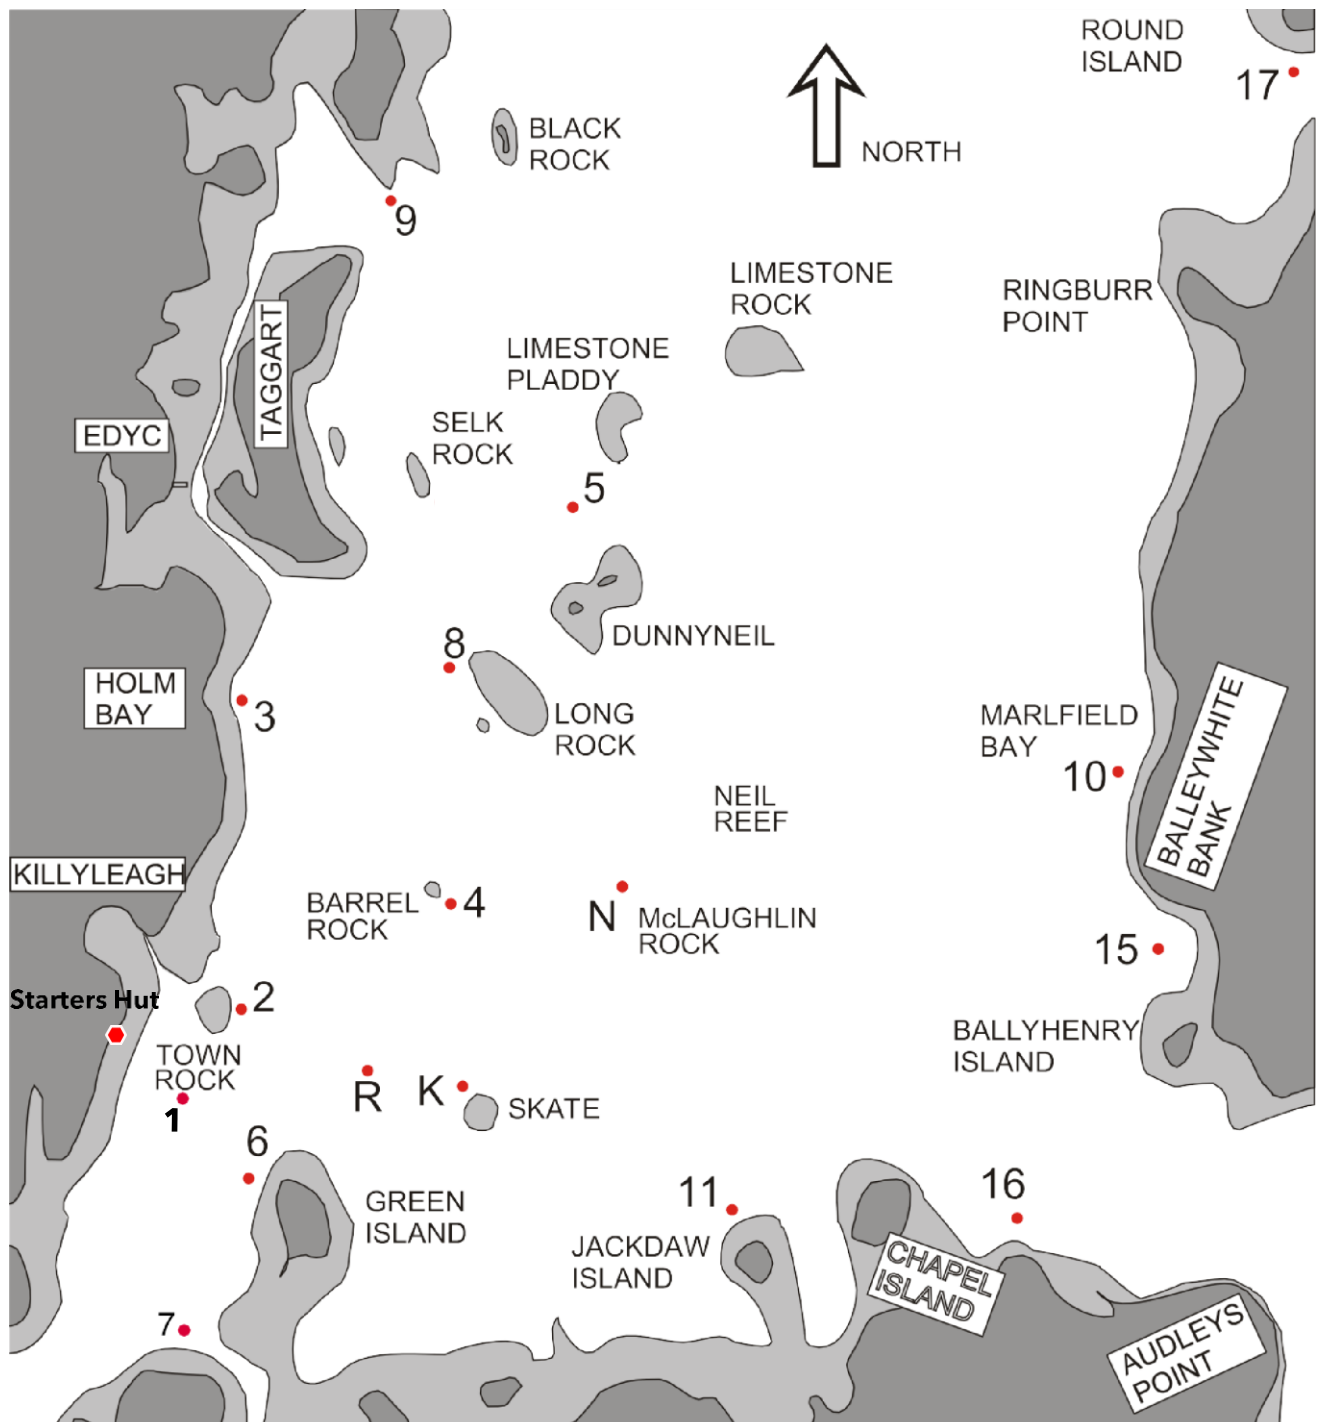 ROUND
ISLAND
17
BLACK
ROCK
NORTH
9
LIMESTONE
ROCK
RINGBURR
POINT
TAGGART
LIMESTONE
PLADDY
EDYC
SELK
ROCK
5
DUNNYNEIL
8
HOLM
BAY
3
LONG
ROCK
MARLFIELD
BAY
10
BALLEYWHITE
BANK
NEIL
REEF
KILLYLEAGH
BARREL
ROCK
4
N
McLAUGHLIN
ROCK
15
Starters Hut
2
TOWN
ROCK
1
BALLYHENRY
ISLAND
R
K
SKATE
6
GREEN
ISLAND
11
16
JACKDAW
ISLAND
CHAPEL
ISLAND
7
AUDLEYS
POINT